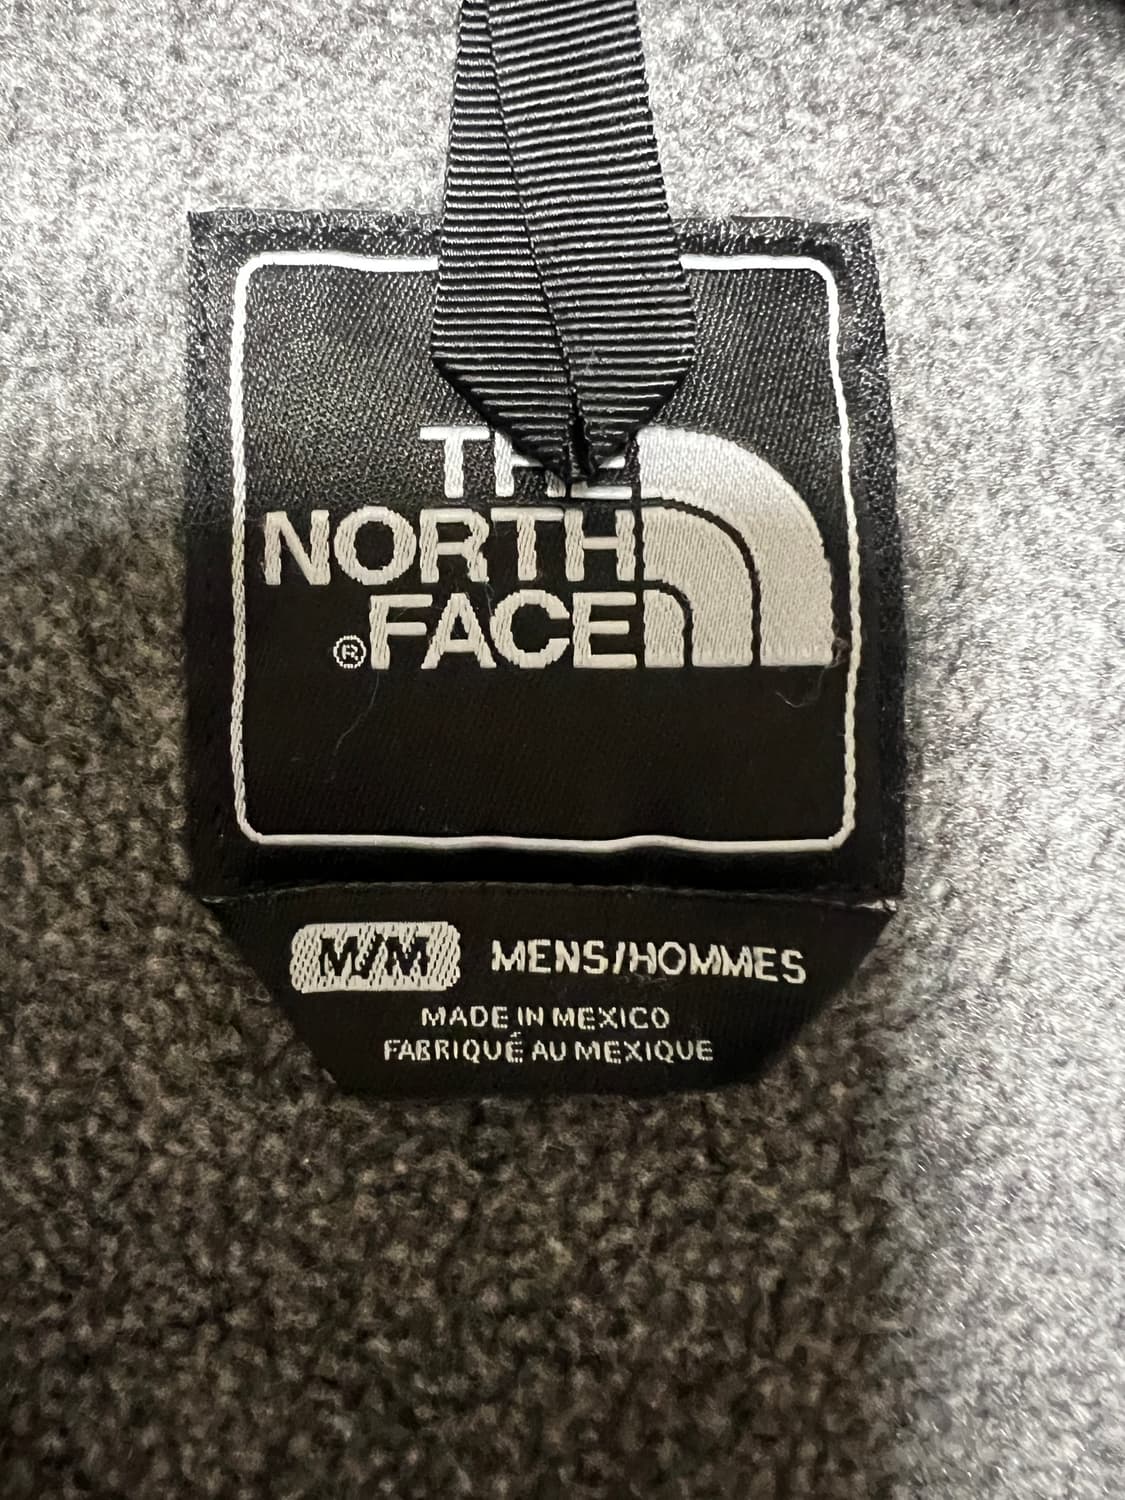 THE
NORTH
®FACE
M/M MENS/HOMMES
MADE IN MEXICO
FABRIQUÉ AU MEXIQUE